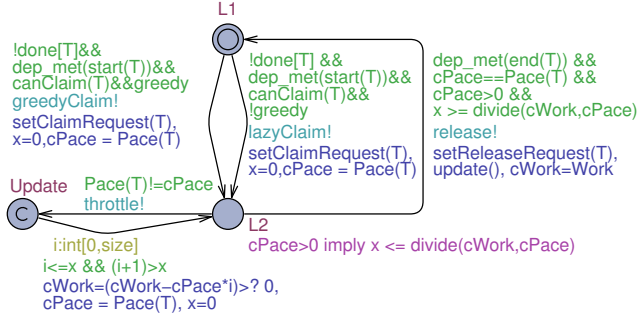 L1
!done[T]&&
dep_met(start(T))&&
canClaim(T)&&greedy
greedyClaim!
setClaimRequest(T),
x=0,cPace = Pace(T)
!done[T] &&
dep_met(start(T))&&
canClaim(T)&&
!greedy
lazyClaim!
setClaimRequest(T),
x=0,cPace = Pace(T)
dep_met(end(T)) &&
cPace==Pace(T) &&
cPace>0 &&
x >= divide(cWork,cPace)
release!
setReleaseRequest(T),
update(), cWork=Work
Update
C
Pace(T)!=cPace
throttle!
L2
cPace>0 imply x <= divide(cWork,cPace)
i:int[0,size]
i<=x && (i+1)>x
cWork=(cWork−cPace*i)>? 0,
cPace = Pace(T), x=0